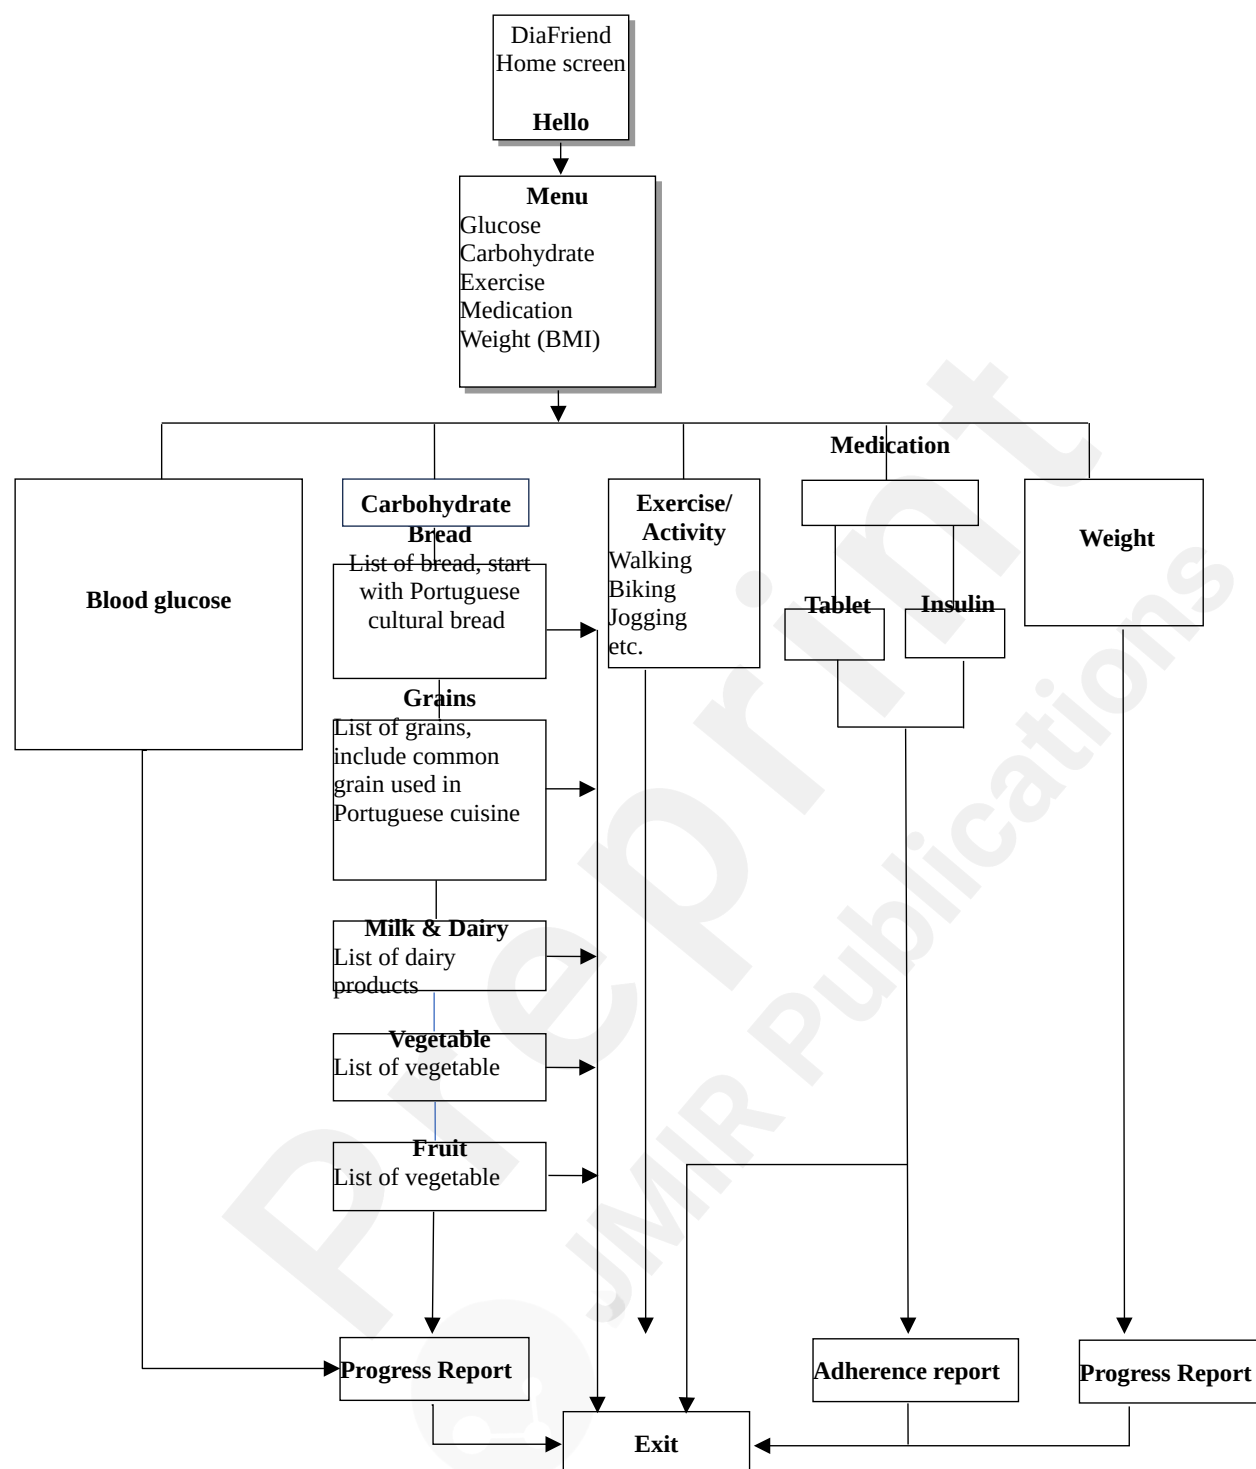 DiaFriend
Home screen
Hello
Menu
Glucose
Carbohydrate
Exercise
Medication
Weight (BMI)
Blood glucose
Carbohydrate
Bread
List of bread, start
with Portuguese
cultural bread
Grains
List of grains,
include common
grain used in
Portuguese cuisine
Milk & Dairy
List of dairy
products
Vegetable
List of vegetable
Fruit
List of vegetable
Exercise/
Activity
Walking
Biking
Jogging
etc.
Medication
Tablet
Insulin
Weight
Progress Report
Adherence report
Progress Report
Exit
Preprint
JMIR Publications